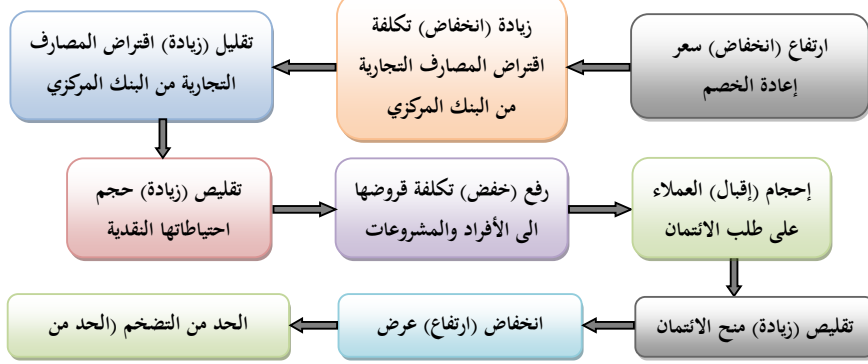 ارتفاع (انخفاض) سعر
إعادة الخصم
زيادة (انخفاض) تكلفة
اقتراض المصارف التجارية
من البنك المركزي
تقليل (زيادة) اقتراض المصارف
التجارية من البنك المركزي
تقليص (زيادة) حجم
احتياطاتها النقدية
رفع (خفض) تكلفة قروضها
الى الأفراد والمشروعات
إحجام (إقبال) العملاء
على طلب الائتمان
تقليص (زيادة) منح الائتمان
انخفاض (ارتفاع) عرض
الحد من التضخم (الحد من